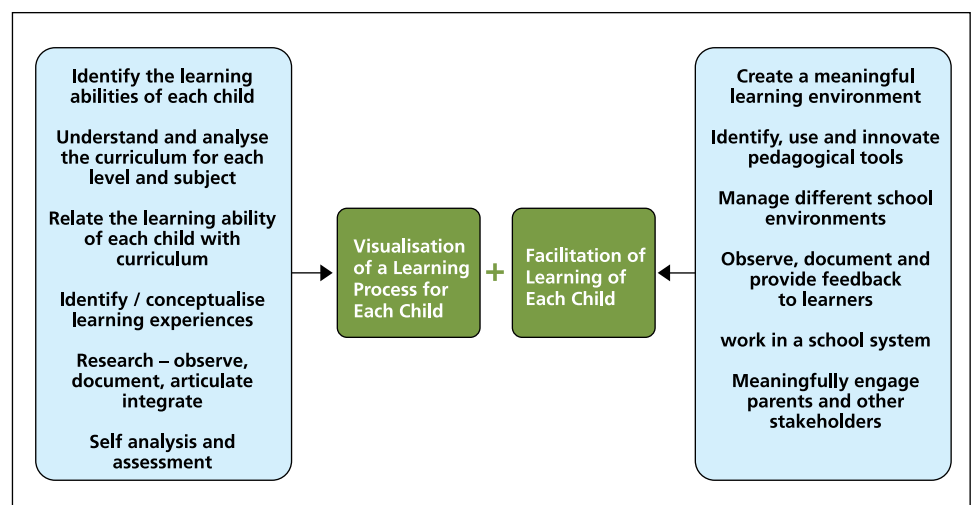 Identify the learning
abilities of each child
Understand and analyse
the curriculum for each
level and subject
Relate the learning ability
of each child with
curriculum
Identify / conceptualise
learning experiences
Research – observe,
document, articulate
integrate
Self analysis and
assessment
Visualisation
of a Learning
Process for
Each Child
+
Facilitation of
Learning of
Each Child
Create a meaningful
learning environment
Identify, use and innovate
pedagogical tools
Manage different school
environments
Observe, document and
provide feedback
to learners
work in a school system
Meaningfully engage
parents and other
stakeholders